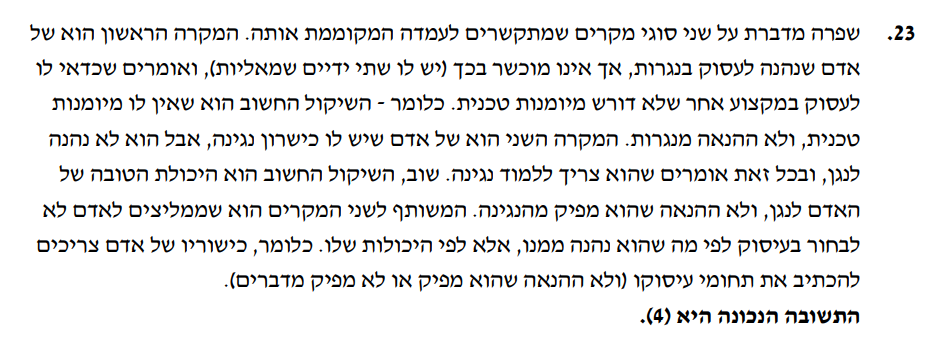 23. שפרה מדברת על שני סוגי מקרים שמתקשרים לעמדה המקוממת אותה. המקרה הראשון הוא של
אדם שנהנה לעסוק בנגרות, אך אינו מוכשר בכך (יש לו שתי ידיים שמאליות), ואומרים שכדאי לו
לעסוק במקצוע אחר שלא דורש מיומנות טכנית. כלומר - השיקול החשוב הוא שאין לו מיומנות
טכנית, ולא ההנאה מנגרות. המקרה השני הוא של אדם שיש לו כישרון נגינה, אבל הוא לא נהנה
לנגן, ובכל זאת אומרים שהוא צריך ללמוד נגינה. שוב, השיקול החשוב הוא היכולת הטובה של
האדם לנגן, ולא ההנאה שהוא מפיק מהנגינה. המשותף לשני המקרים הוא שממליצים לאדם לא
לבחור בעיסוק לפי מה שהוא נהנה ממנו, אלא לפי היכולות שלו. כלומר, כישוריו של אדם צריכים
להכתיב את תחומי עיסוקו (ולא ההנאה שהוא מפיק או לא מפיק מדברים).
התשובה הנכונה היא (4).